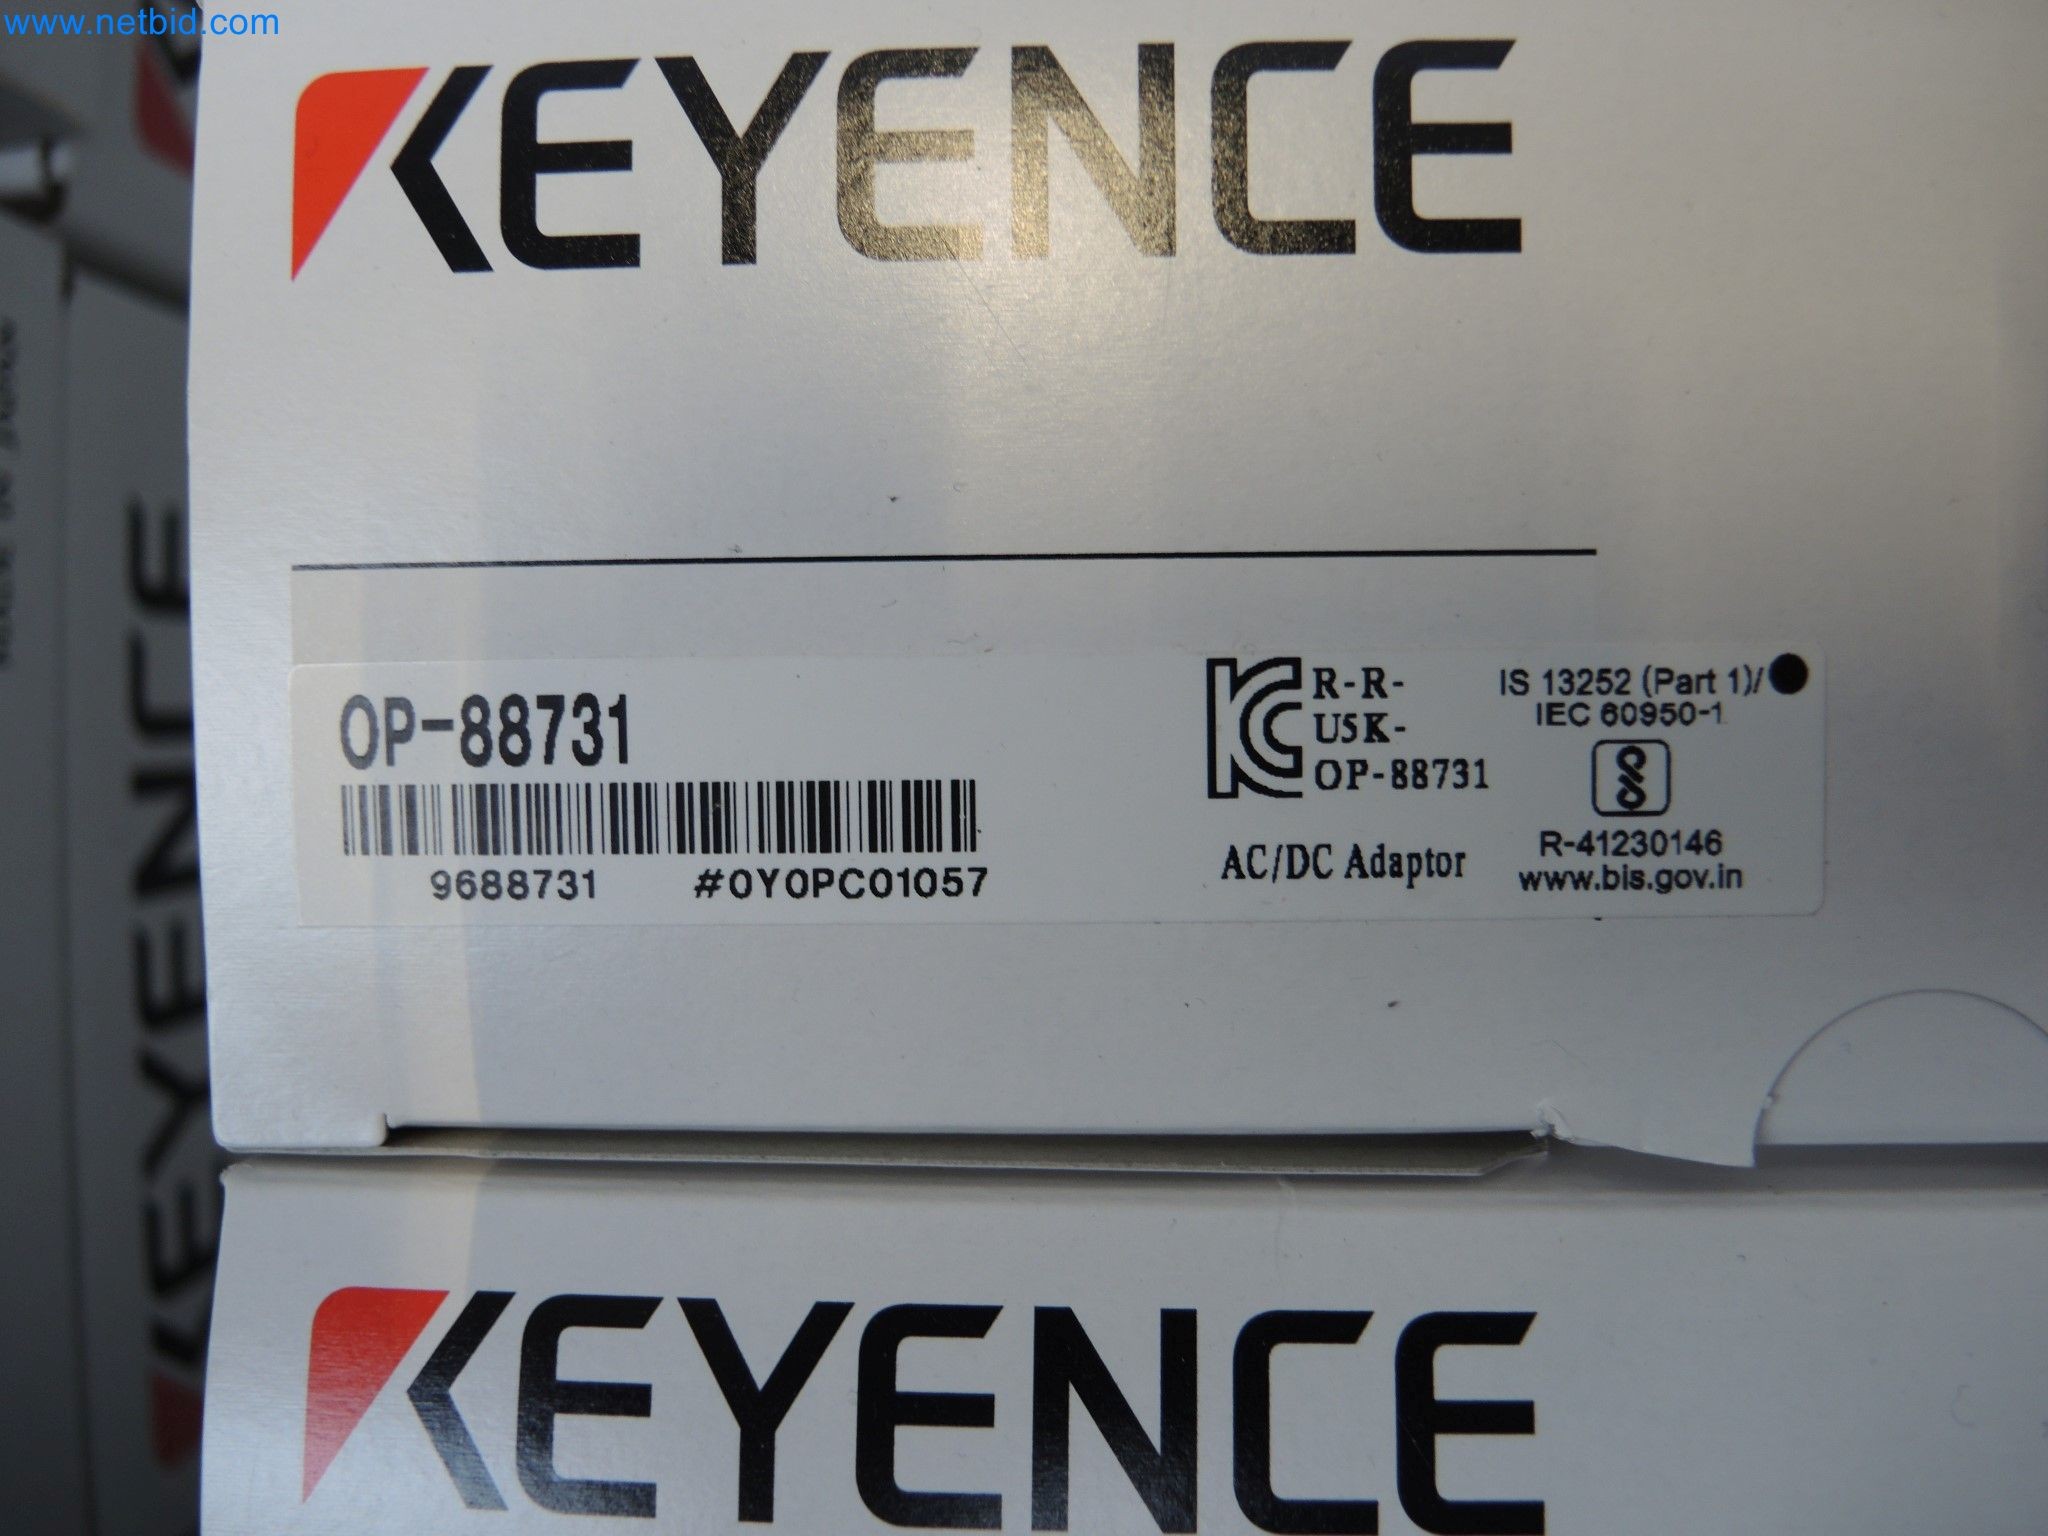 www.netbid.com
KEYENCE
OP-88731
9688731 #0Y0PC01057
R-R-
U5K-
OP-88731
AC/DC Adaptor
IS 13252 (Part 1)/
IEC 60950-1
R-41230146
www.bis.gov.in
KEYENCE
KEYENCE